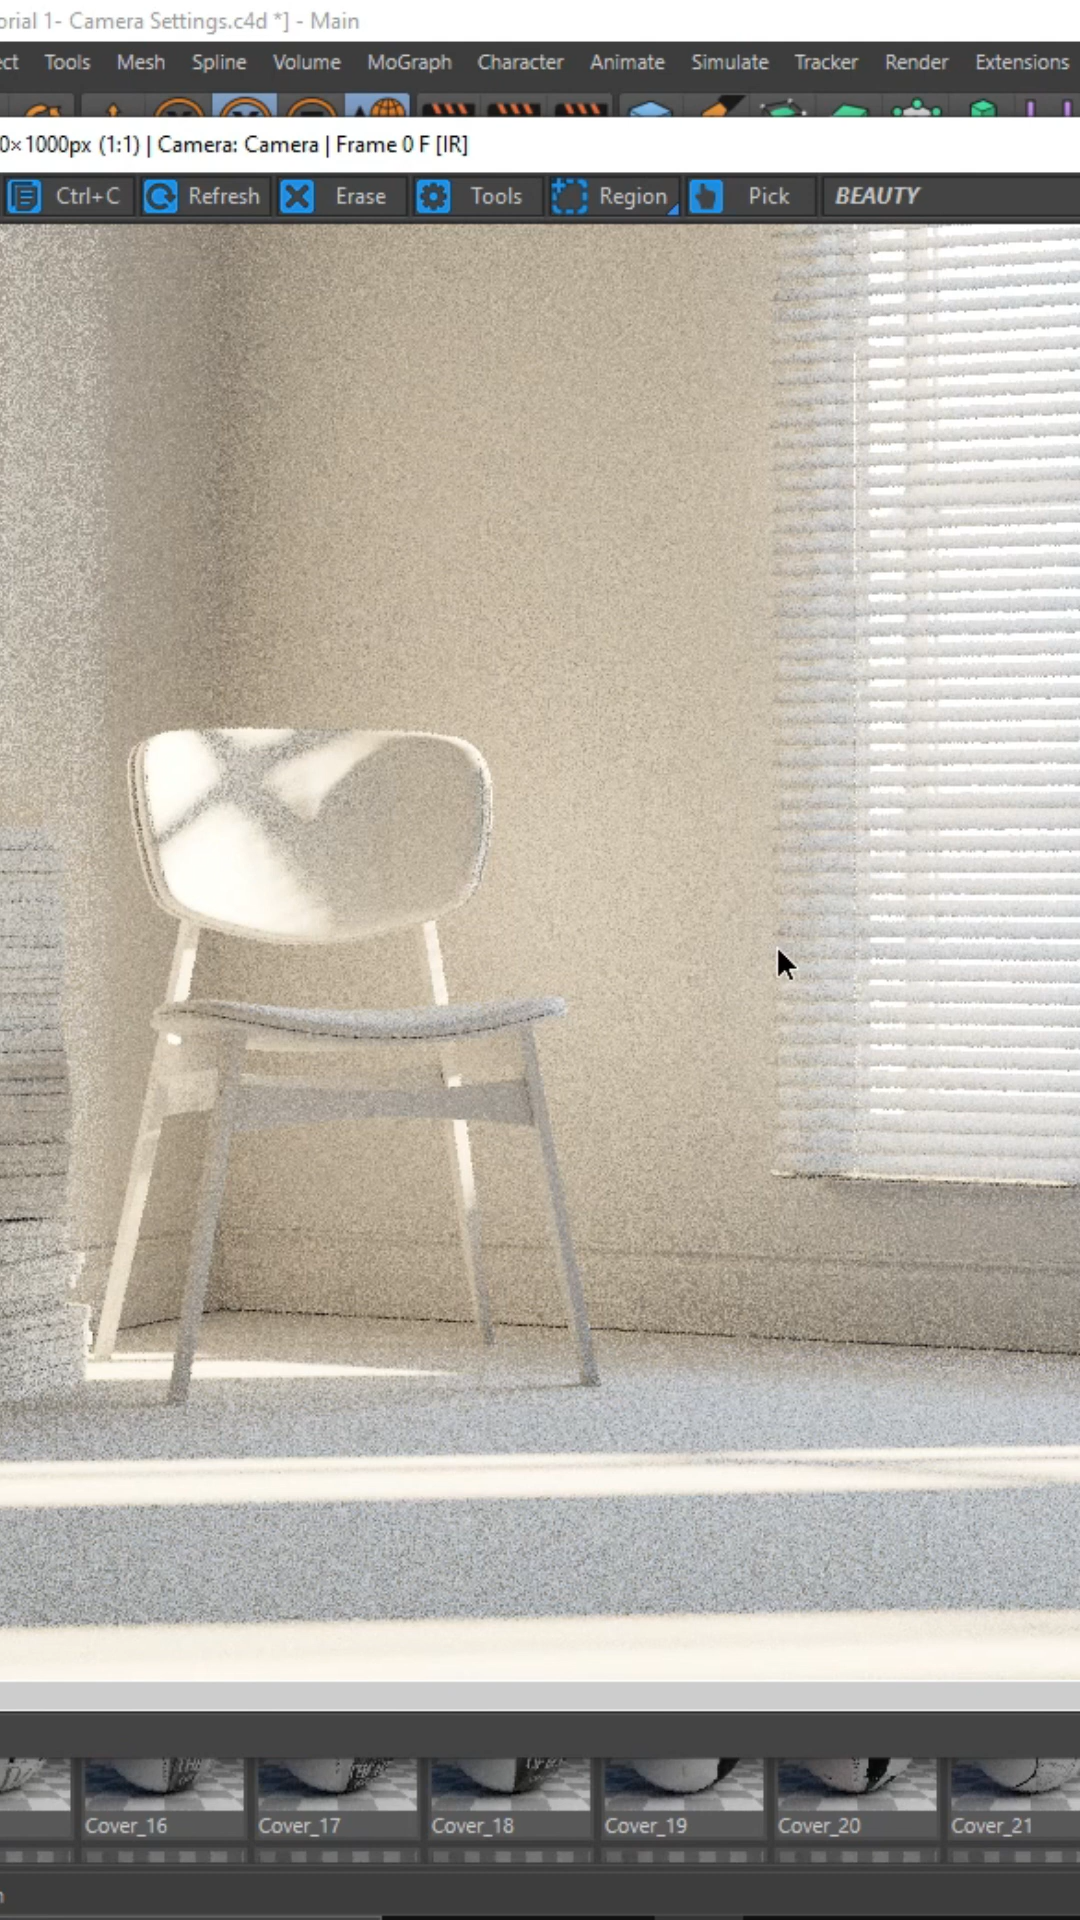 orial 1- Camera Settings.c4d *] - Main
ect Tools Mesh Spline Volume MoGraph Character Animate Simulate Tracker Render Extensions
0×1000px (1:1) | Camera: Camera | Frame 0 F [IR]
Ctrl+C Refresh Erase Tools Region Pick BEAUTY
Cover_16 Cover_17 Cover_18 Cover_19 Cover_20 Cover_21